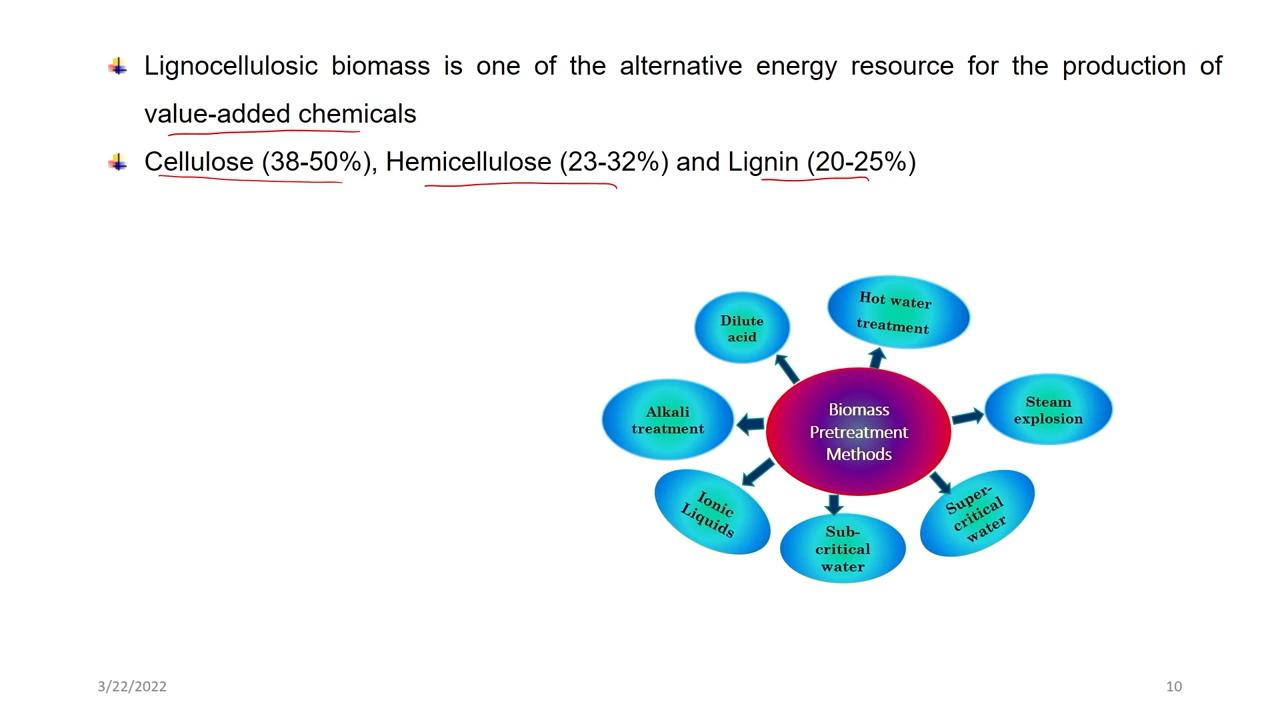 Lignocellulosic biomass is one of the alternative energy resource for the production of
value-added chemicals
Cellulose (38-50%), Hemicellulose (23-32%) and Lignin (20-25%)
Hot water
treatment
Dilute
acid
Steam
explosion
Alkali
treatment
Biomass
Pretreatment
Methods
Ionic
Liquids
Super-
critical
water
Sub-
critical
water
3/22/2022
10